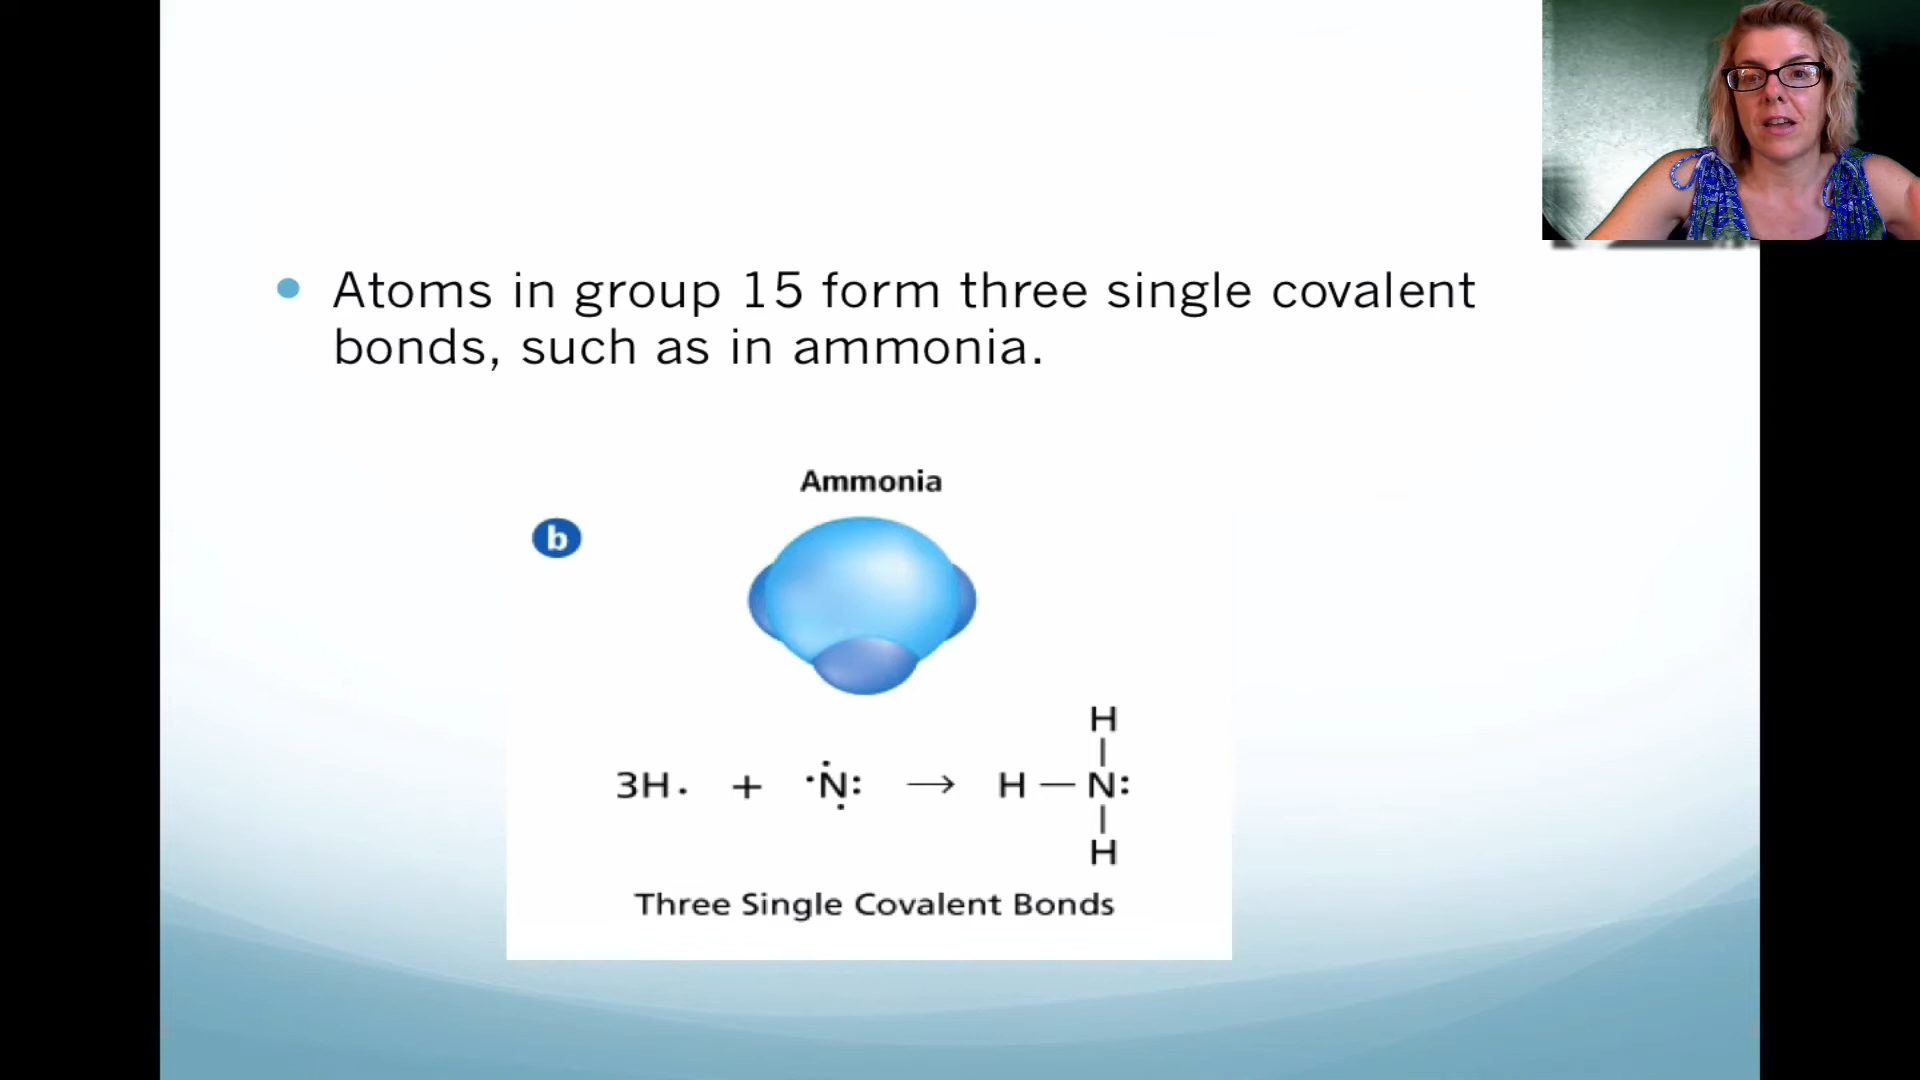 Atoms in group 15 form three single covalent
bonds, such as in ammonia.
Ammonia
b
H
3H· + ·N: → H — N:
H
Three Single Covalent Bonds